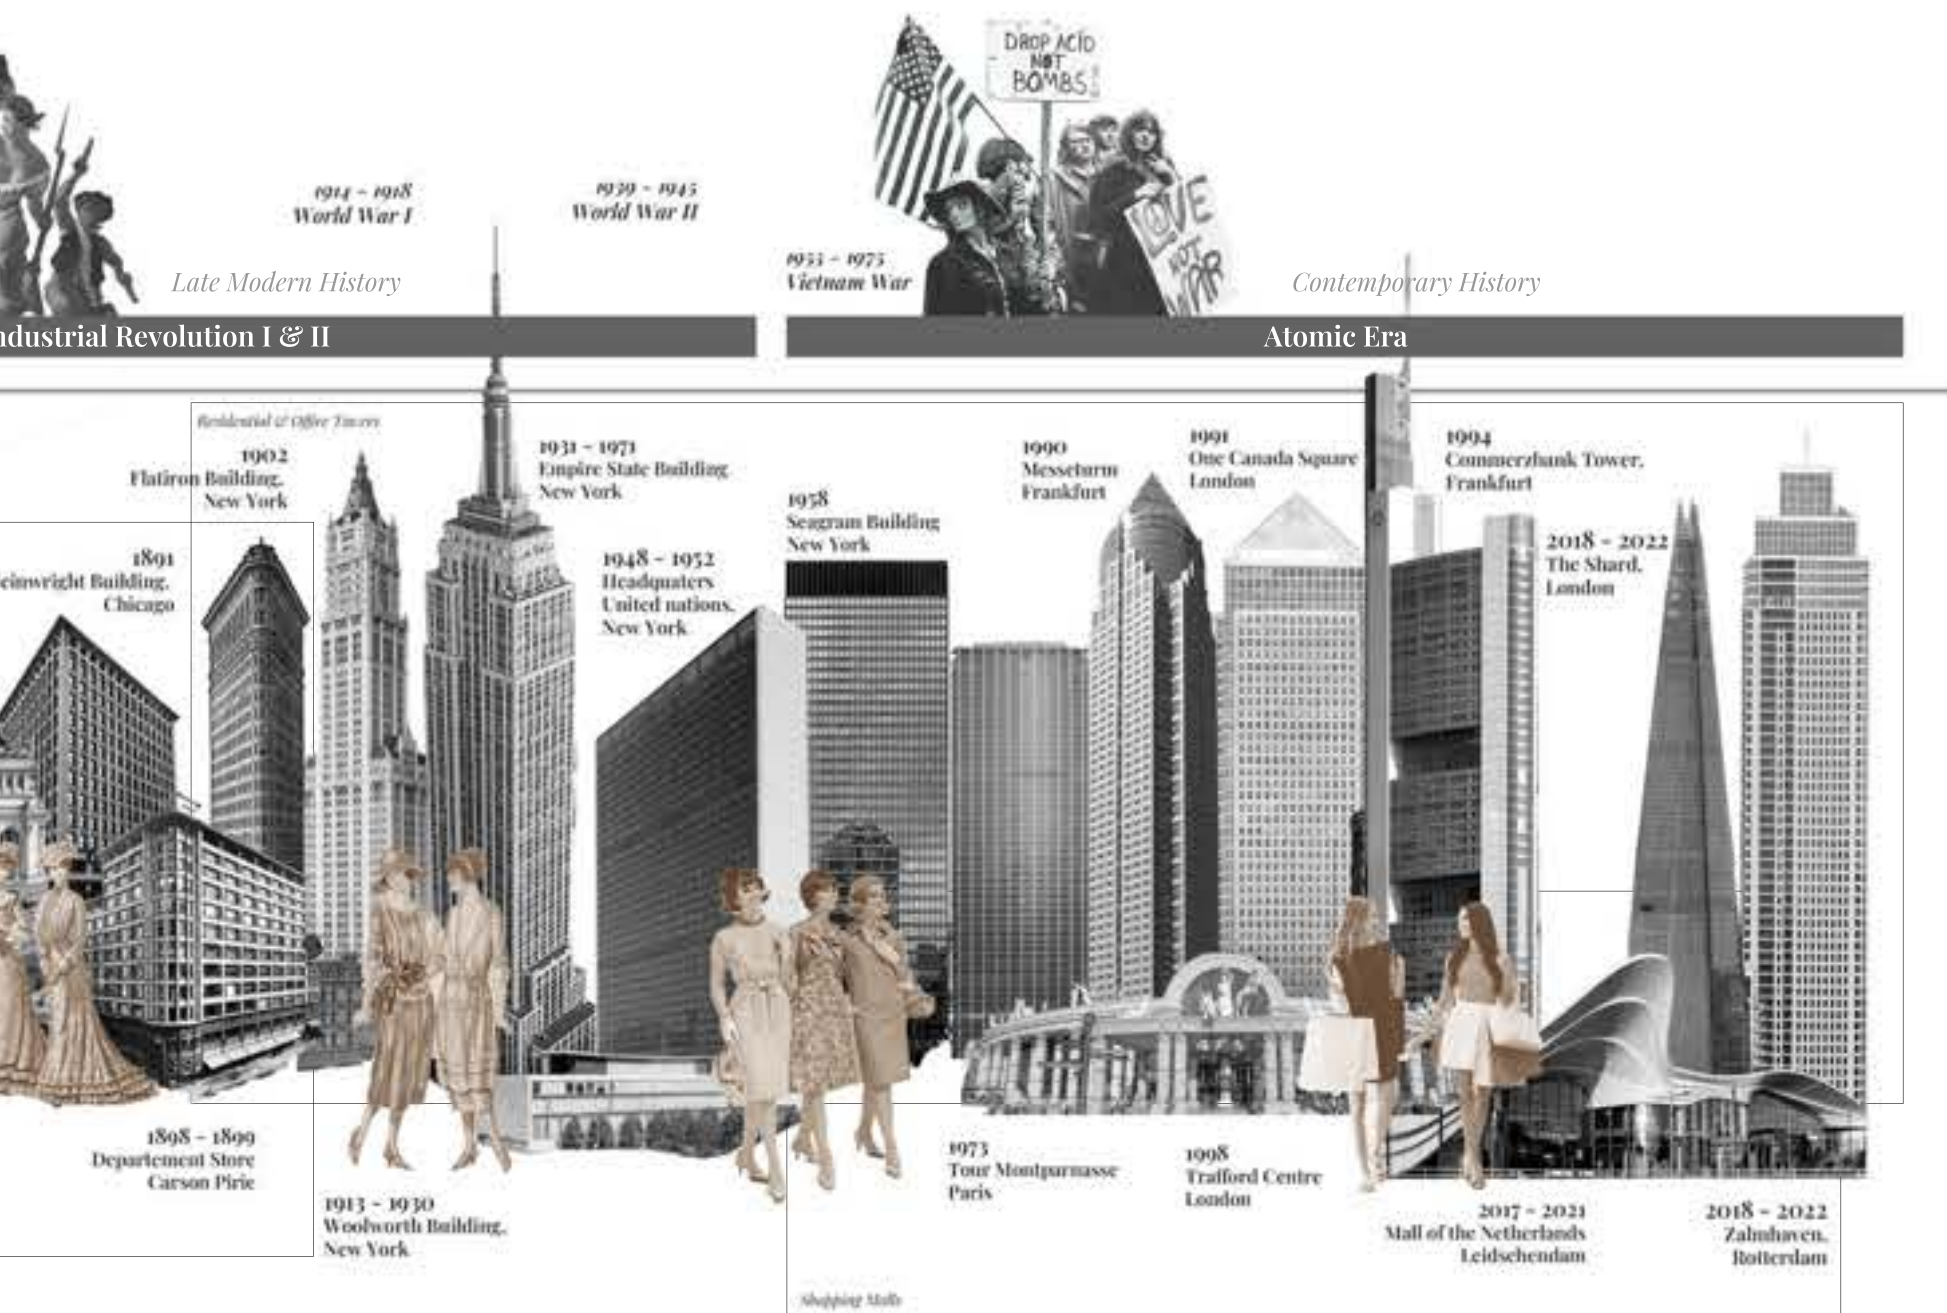 DROP ACID
NOT
BOMBS
LOVE
NOT
WAR
1914 – 1918
World War I
1939 – 1945
World War II
1955 – 1975
Vietnam War
Late Modern History
Contemporary History
ndustrial Revolution I & II
Atomic Era
Residential & Office Towers
1902
Flatiron Building,
New York
1891
einwright Building,
Chicago
1931 – 1971
Empire State Building
New York
1948 – 1952
Headquaters
United nations,
New York
1958
Seagram Building
New York
1990
Messeturm
Frankfurt
1991
One Canada Square
London
1994
Commerzbank Tower,
Frankfurt
2018 – 2022
The Shard,
London
1898 – 1899
Departement Store
Carson Pirie
1913 – 1930
Woolworth Building,
New York
1973
Tour Montparnasse
Paris
1998
Trafford Centre
London
2017 – 2021
Mall of the Netherlands
Leidschendam
2018 – 2022
Zalmhaven,
Rotterdam
Shopping Malls